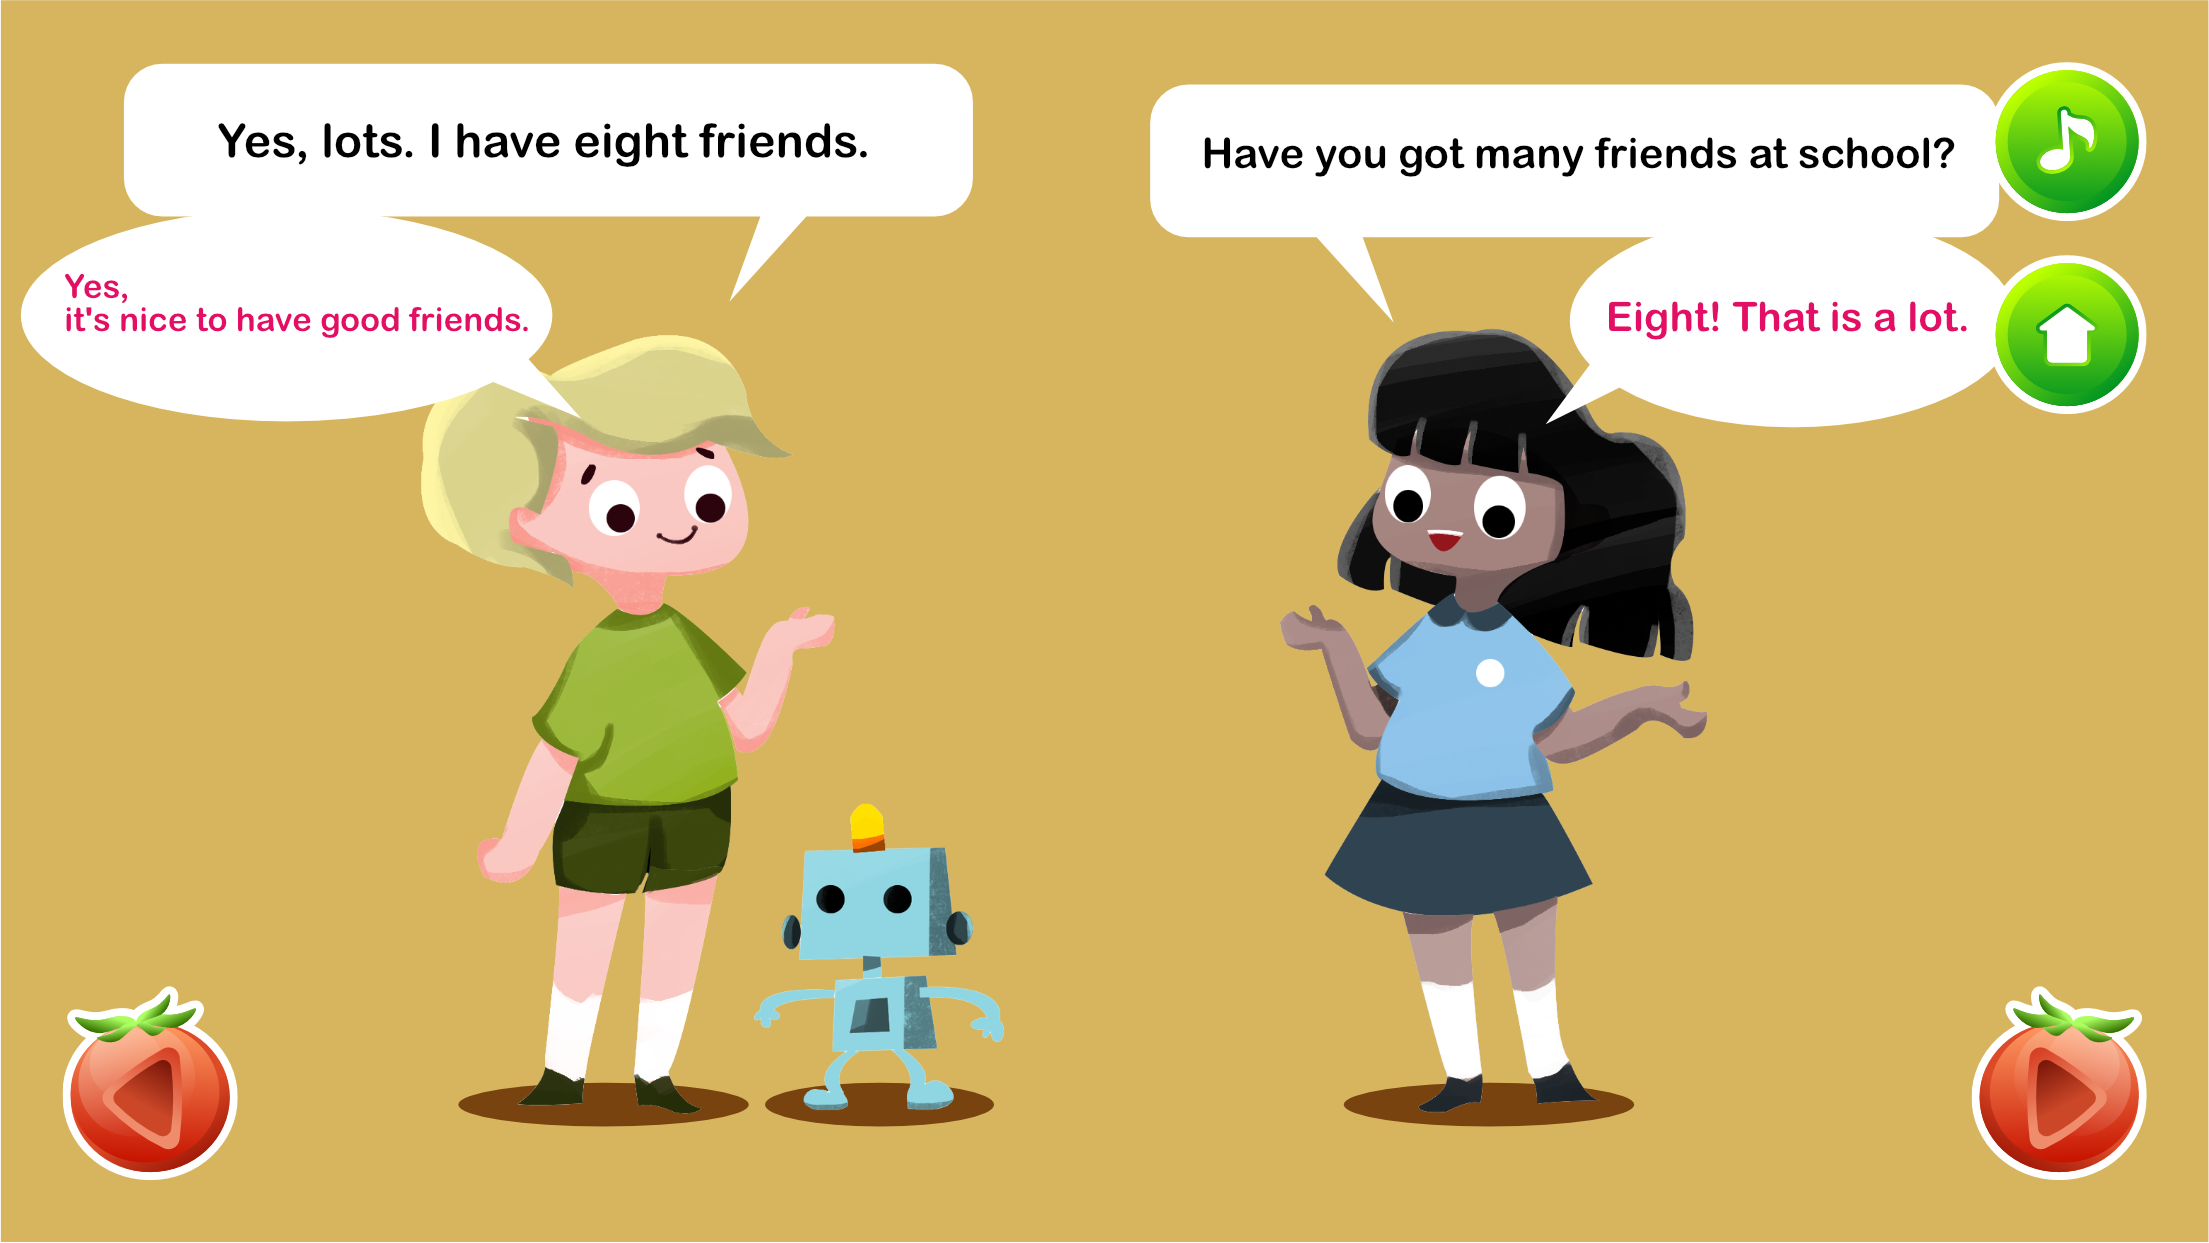 Yes, lots. I have eight friends.
Have you got many friends at school?
Yes,
it's nice to have good friends.
Eight! That is a lot.